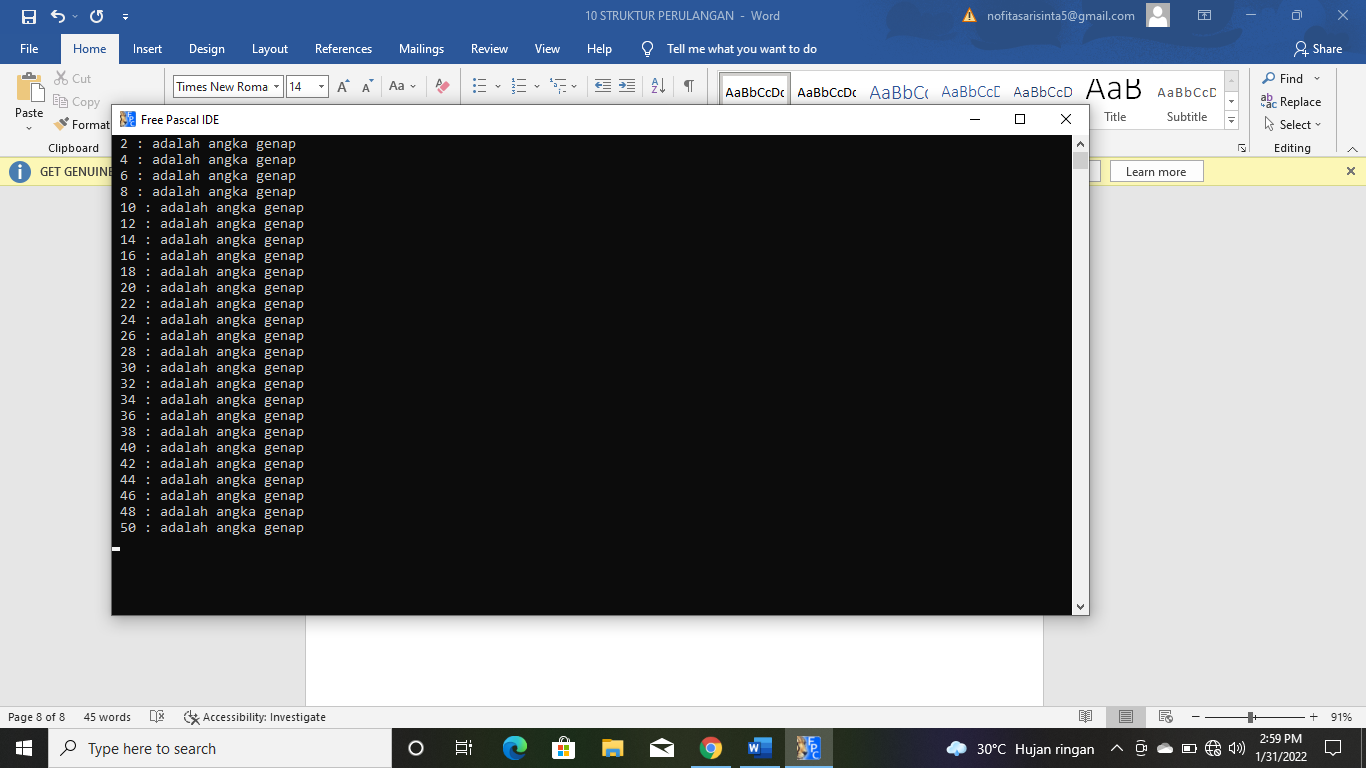 10 STRUKTUR PERULANGAN - Word
nofitasarisinta5@gmail.com
File Home Insert Design Layout References Mailings Review View Help Tell me what you want to do Share
Paste
Cut
Copy
Format
Clipboard
Times New Roma 14
Aa
AaBbCcDc AaBbCcDc AaBbC AaBbCcE AaBbCcD AaB AaBbCcD
Title Subtitle
Find
Replace
Select
Editing
GET GENUINE
Learn more
Free Pascal IDE
2 : adalah angka genap
4 : adalah angka genap
6 : adalah angka genap
8 : adalah angka genap
10 : adalah angka genap
12 : adalah angka genap
14 : adalah angka genap
16 : adalah angka genap
18 : adalah angka genap
20 : adalah angka genap
22 : adalah angka genap
24 : adalah angka genap
26 : adalah angka genap
28 : adalah angka genap
30 : adalah angka genap
32 : adalah angka genap
34 : adalah angka genap
36 : adalah angka genap
38 : adalah angka genap
40 : adalah angka genap
42 : adalah angka genap
44 : adalah angka genap
46 : adalah angka genap
48 : adalah angka genap
50 : adalah angka genap
Page 8 of 8 45 words Accessibility: Investigate 91%
Type here to search
30°C Hujan ringan
2:59 PM
1/31/2022